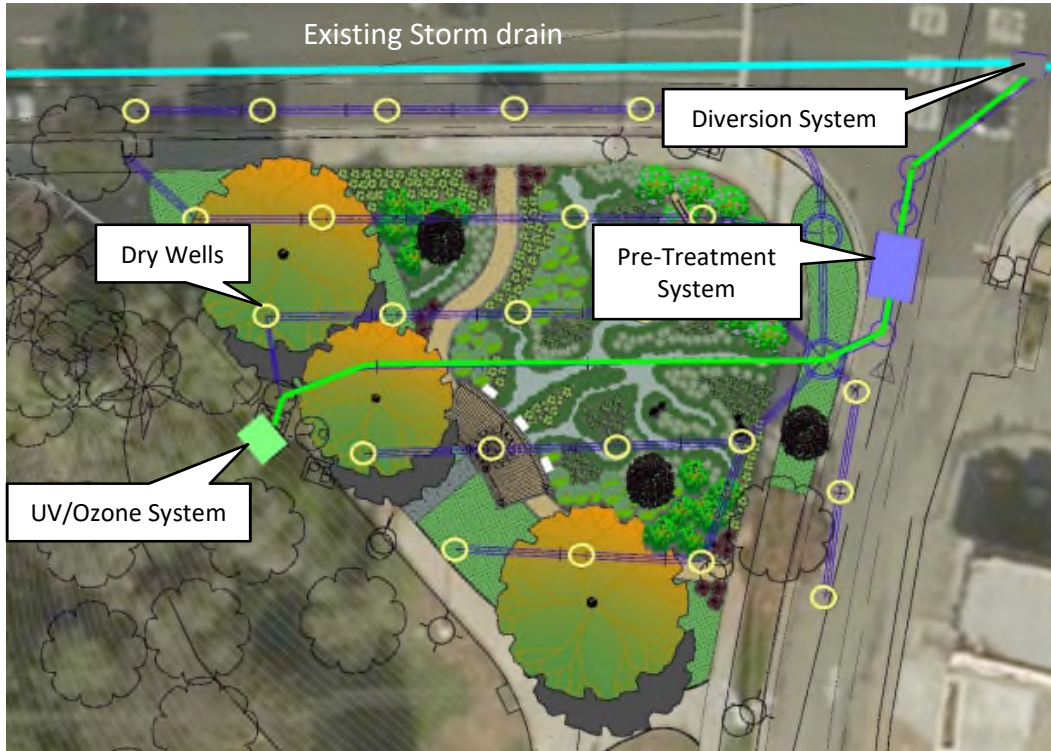 Existing Storm drain
Diversion System
Dry Wells
Pre-Treatment
System
UV/Ozone System